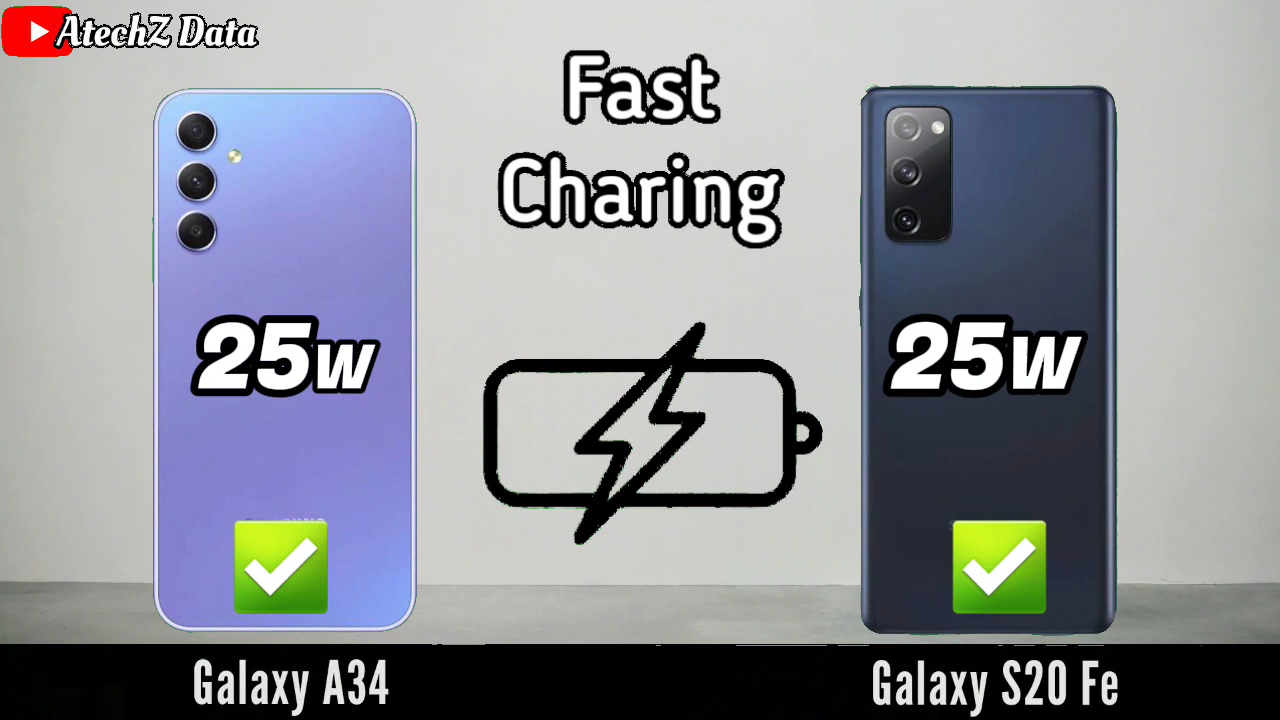 AtechZ Data
Fast
Charing
25W
25W
Galaxy A34
Galaxy S20 Fe